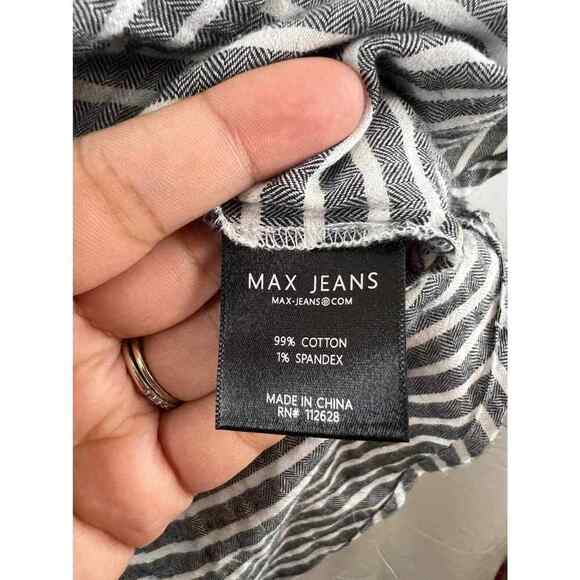 MAX JEANS
MAX-JEANS@COM
99% COTTON
1% SPANDEX
MADE IN CHINA
RN# 112628